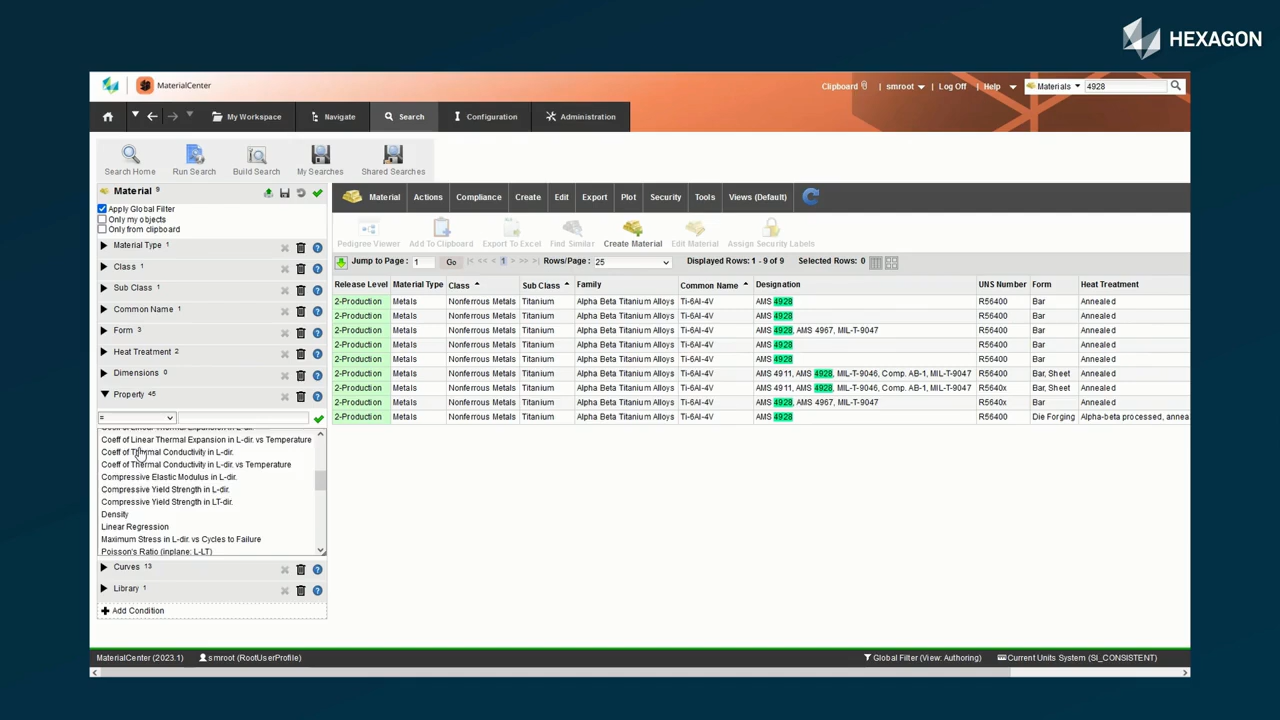 HEXAGON
MaterialCenter
Clipboard | smroot | Log Off | Help Materials 4928
My Workspace Navigate Search Configuration Administration
Search Home Run Search Build Search My Searches Shared Searches
Material 9
Apply Global Filter
Only my objects
Only from clipboard
Material Type 1
Class 1
Sub Class 1
Common Name 1
Form 3
Heat Treatment 2
Dimensions 0
Property 45
=
Coeff of Linear Thermal Expansion in L-dir.
Coeff of Linear Thermal Expansion in L-dir. vs Temperature
Coeff of Thermal Conductivity in L-dir.
Coeff of Thermal Conductivity in L-dir. vs Temperature
Compressive Elastic Modulus in L-dir.
Compressive Yield Strength in L-dir.
Compressive Yield Strength in LT-dir.
Density
Linear Regression
Maximum Stress in L-dir. vs Cycles to Failure
Poisson's Ratio (inplane: L-LT)
Curves 13
Library 1
Add Condition
Material Actions Compliance Create Edit Export Plot Security Tools Views (Default)
Pedigree Viewer Add To Clipboard Export To Excel Find Similar Create Material Edit Material Assign Security Labels
Jump to Page: 1 Go |< << < 1 > >> >| Rows/Page: 25 Displayed Rows: 1 - 9 of 9 Selected Rows: 0
Release Level Material Type Class Sub Class Family Common Name Designation UNS Number Form Heat Treatment
2-Production Metals Nonferrous Metals Titanium Alpha Beta Titanium Alloys Ti-6Al-4V AMS 4928 R56400 Bar Annealed
2-Production Metals Nonferrous Metals Titanium Alpha Beta Titanium Alloys Ti-6Al-4V AMS 4928 R56400 Bar Annealed
2-Production Metals Nonferrous Metals Titanium Alpha Beta Titanium Alloys Ti-6Al-4V AMS 4928, AMS 4967, MIL-T-9047 R56400 Bar Annealed
2-Production Metals Nonferrous Metals Titanium Alpha Beta Titanium Alloys Ti-6Al-4V AMS 4928 R56400 Bar Annealed
2-Production Metals Nonferrous Metals Titanium Alpha Beta Titanium Alloys Ti-6Al-4V AMS 4928 R56400 Bar Annealed
2-Production Metals Nonferrous Metals Titanium Alpha Beta Titanium Alloys Ti-6Al-4V AMS 4911, AMS 4928, MIL-T-9046, Comp. AB-1, MIL-T-9047 R56400 Bar, Sheet Annealed
2-Production Metals Nonferrous Metals Titanium Alpha Beta Titanium Alloys Ti-6Al-4V AMS 4911, AMS 4928, MIL-T-9046, Comp. AB-1, MIL-T-9047 R5640x Bar, Sheet Annealed
2-Production Metals Nonferrous Metals Titanium Alpha Beta Titanium Alloys Ti-6Al-4V AMS 4928, AMS 4967, MIL-T-9047 R5640x Bar Annealed
2-Production Metals Nonferrous Metals Titanium Alpha Beta Titanium Alloys Ti-6Al-4V AMS 4928 R56400 Die Forging Alpha-beta processed, annea
MaterialCenter (2023.1) smroot (RootUserProfile) Global Filter (View: Authoring) Current Units System (SI_CONSISTENT)